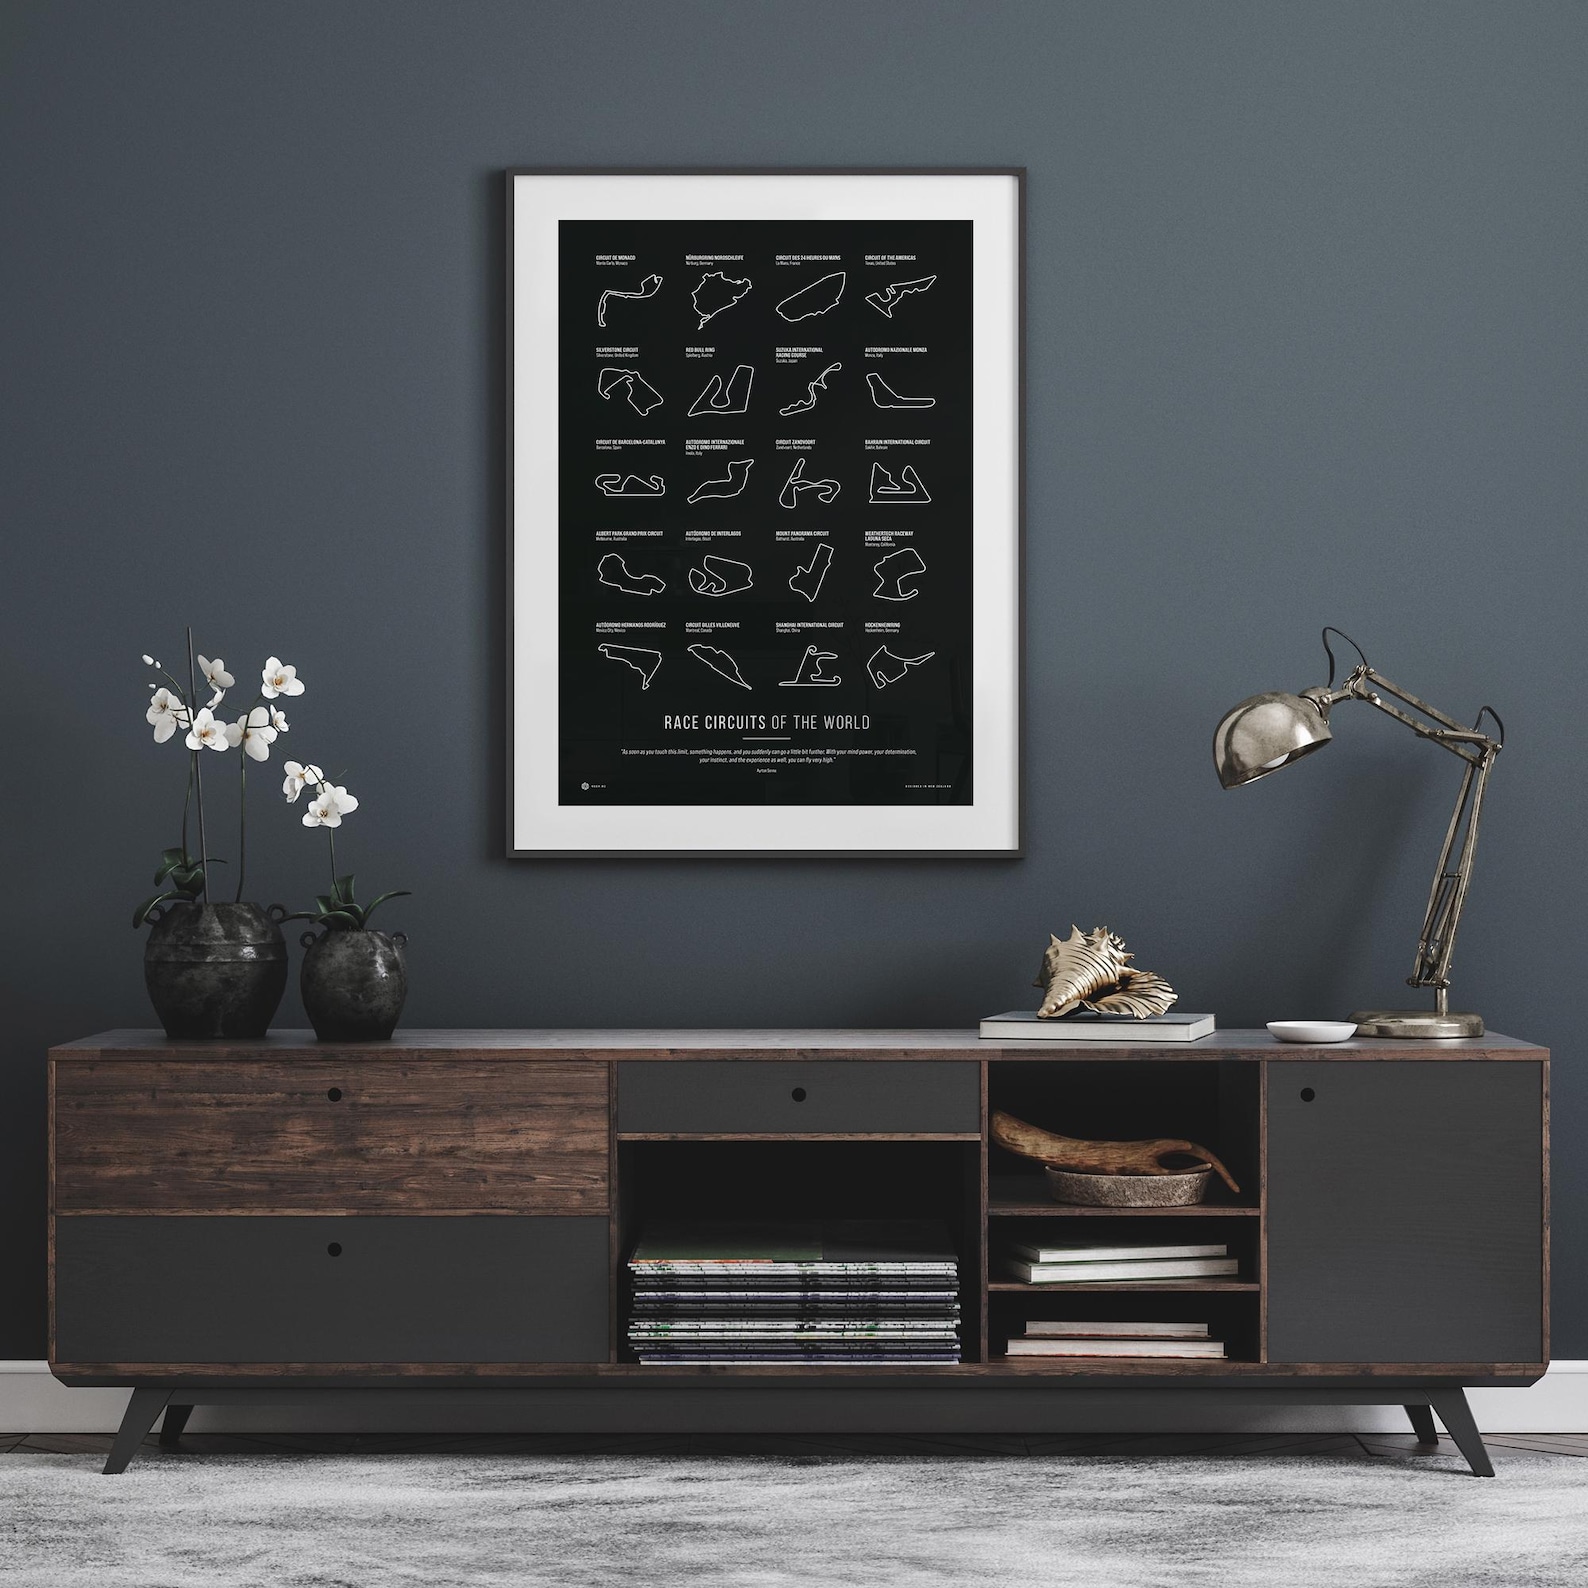 CIRCUIT DE MONACO
Monte Carlo, Monaco
NÜRBURGRING NORDSCHLEIFE
Nürburg, Germany
CIRCUIT DES 24 HEURES DU MANS
Le Mans, France
CIRCUIT OF THE AMERICAS
Texas, United States
SILVERSTONE CIRCUIT
Silverstone, United Kingdom
RED BULL RING
Spielberg, Austria
SUZUKA INTERNATIONAL
RACING COURSE
Suzuka, Japan
AUTODROMO NAZIONALE MONZA
Monza, Italy
CIRCUIT DE BARCELONA-CATALUNYA
Barcelona, Spain
AUTODROMO INTERNAZIONALE
ENZO E DINO FERRARI
Imola, Italy
CIRCUIT ZANDVOORT
Zandvoort, Netherlands
BAHRAIN INTERNATIONAL CIRCUIT
Sakhir, Bahrain
ALBERT PARK GRAND PRIX CIRCUIT
Melbourne, Australia
AUTÓDROMO DE INTERLAGOS
Interlagos, Brazil
MOUNT PANORAMA CIRCUIT
Bathurst, Australia
WEATHERTECH RACEWAY
LAGUNA SECA
Monterey, California
AUTÓDROMO HERMANOS RODRÍGUEZ
Mexico City, Mexico
CIRCUIT GILLES VILLENEUVE
Montreal, Canada
SHANGHAI INTERNATIONAL CIRCUIT
Shanghai, China
HOCKENHEIMRING
Hockenheim, Germany
RACE CIRCUITS OF THE WORLD
"As soon as you touch this limit, something happens, and you suddenly can go a little bit further. With your mind power, your determination,
your instinct, and the experience as well, you can fly very high."
Ayrton Senna
DESIGNED IN NEW ZEALAND